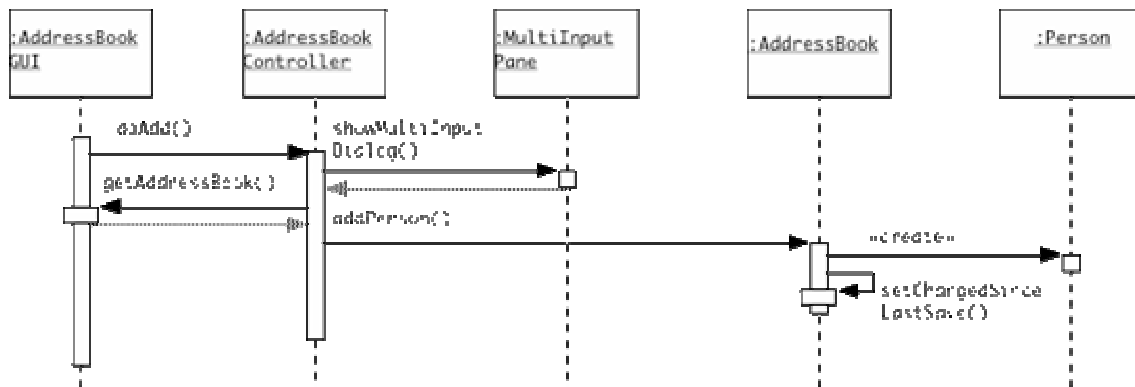 :AddressBook
GUI
:AddressBook
Controller
:MultiInput
Pane
:AddressBook
:Person
doAdd()
showMultiInput
Dialog()
getAddressBook()
addPerson()
«create»
setChangedSince
LastSave()